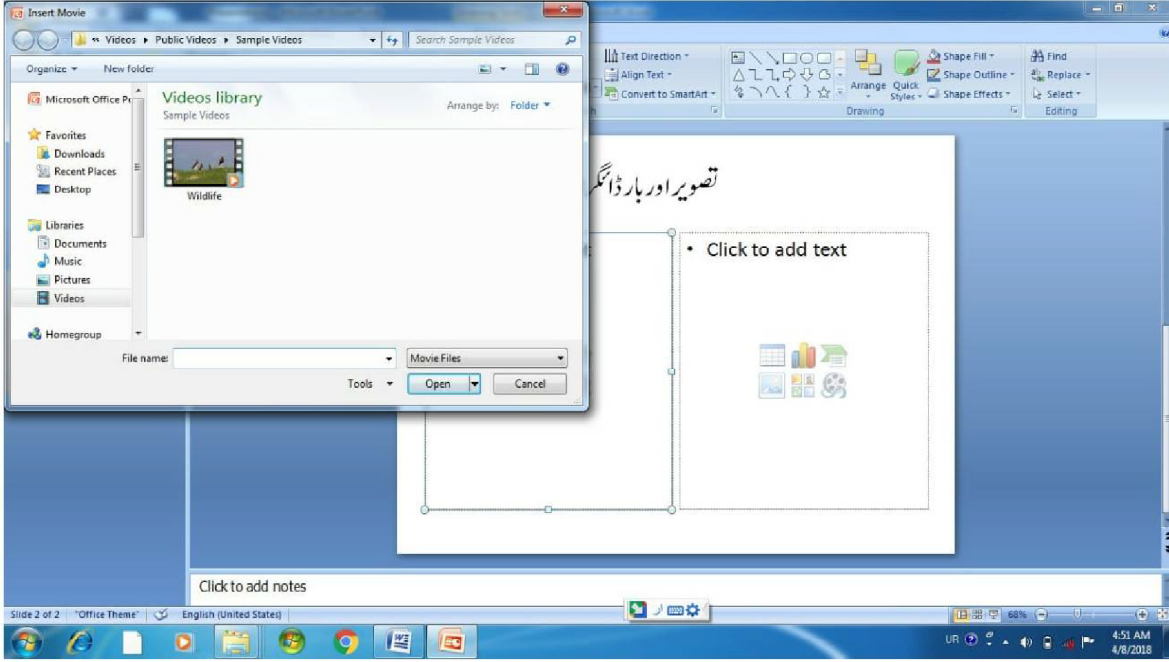 Insert Movie
« Videos ▸ Public Videos ▸ Sample Videos
Search Sample Videos
Organize
New folder
Microsoft Office P
Favorites
Downloads
Recent Places
Desktop
Libraries
Documents
Music
Pictures
Videos
Homegroup
Videos library
Sample Videos
Arrange by: Folder
Wildlife
File name:
Movie Files
Tools
Open
Cancel
Text Direction
Align Text
Convert to SmartArt
Arrange
Quick Styles
Shape Fill
Shape Outline
Shape Effects
Drawing
Find
Replace
Select
Editing
تصویر اور بار ڈائگر
• Click to add text
Click to add notes
Slide 2 of 2
"Office Theme"
English (United States)
68%
UR
4:51 AM
4/8/2018